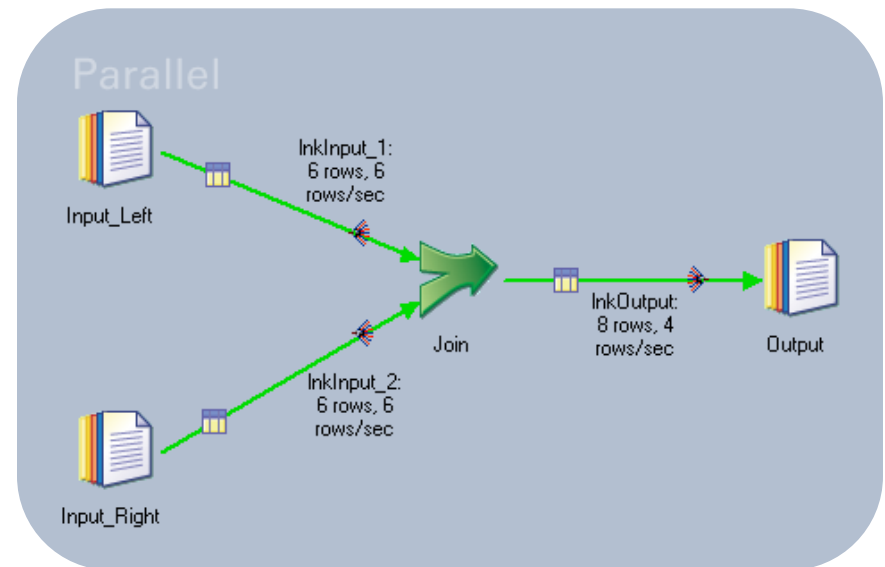 Parallel
lnkInput_1:
6 rows, 6
rows/sec
Input_Left
lnkOutput:
8 rows, 4
rows/sec
Join
Output
lnkInput_2:
6 rows, 6
rows/sec
Input_Right